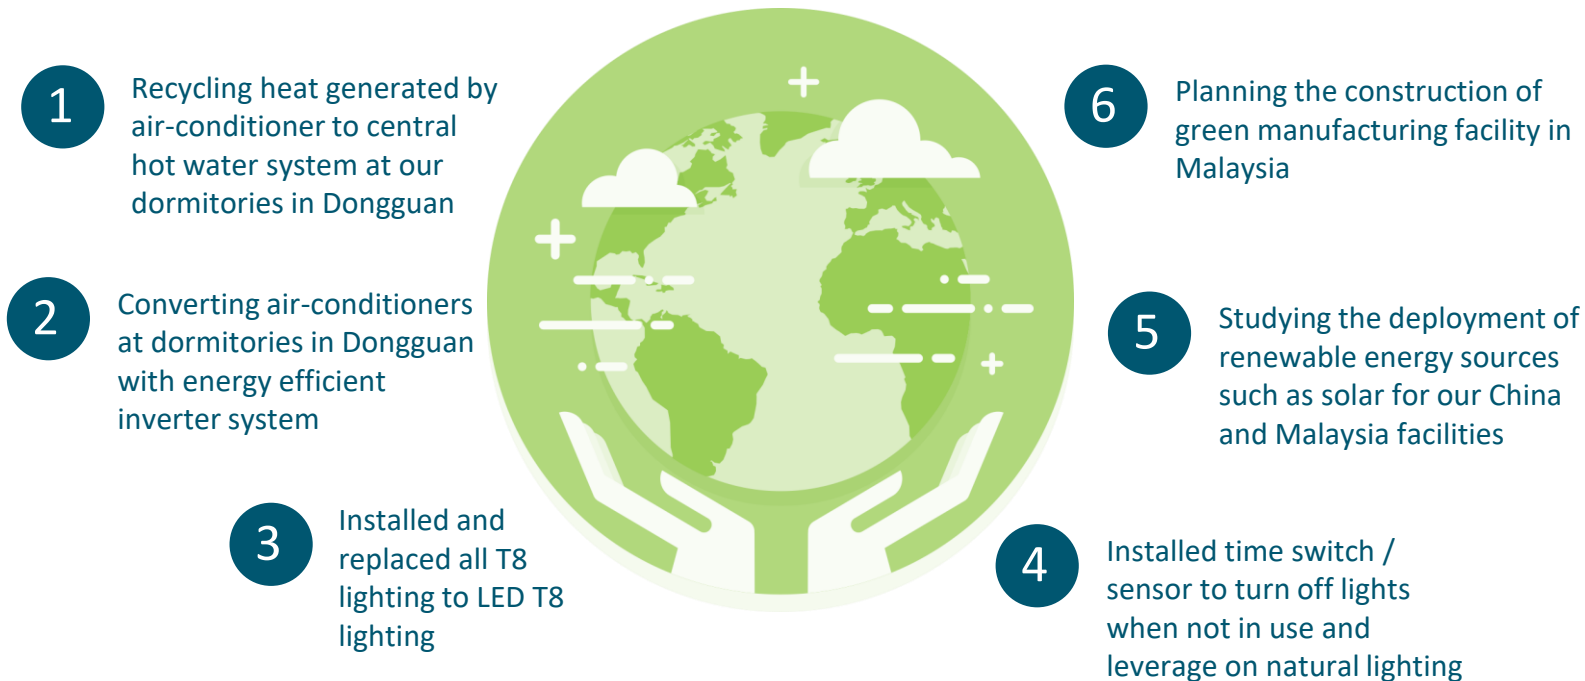 1
Recycling heat generated by
air-conditioner to central
hot water system at our
dormitories in Dongguan
2
Converting air-conditioners
at dormitories in Dongguan
with energy efficient
inverter system
3
Installed and
replaced all T8
lighting to LED T8
lighting
4
Installed time switch /
sensor to turn off lights
when not in use and
leverage on natural lighting
5
Studying the deployment of
renewable energy sources
such as solar for our China
and Malaysia facilities
6
Planning the construction of
green manufacturing facility in
Malaysia